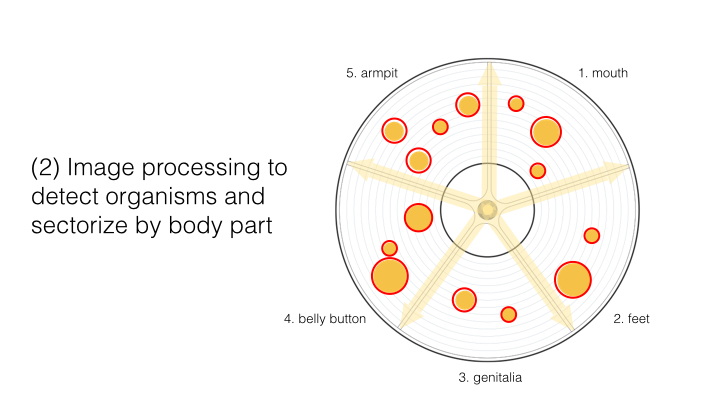 (2) Image processing to
detect organisms and
sectorize by body part
5. armpit
1. mouth
4. belly button
2. feet
3. genitalia